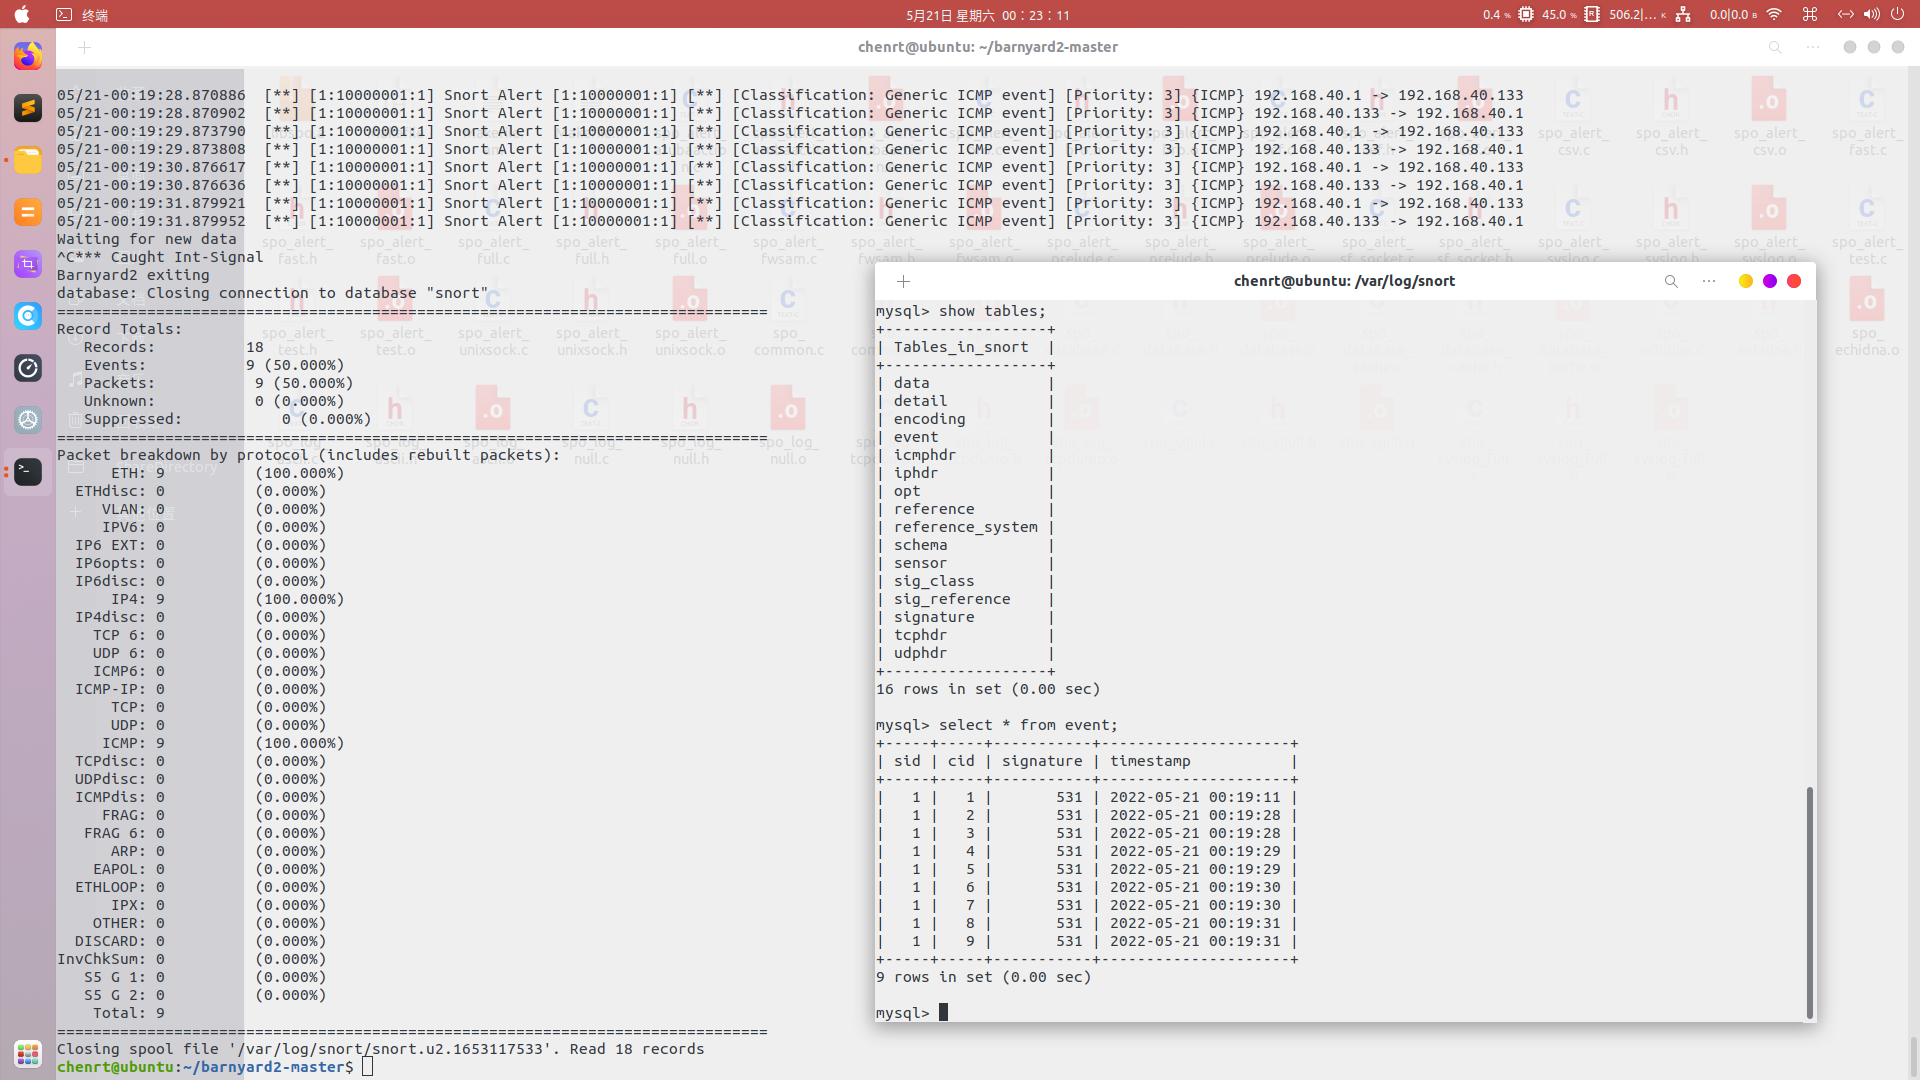 终端
5月21日 星期六 00：23：11
0.4 %
45.0 %
506.2|... K
0.0|0.0 B
chenrt@ubuntu: ~/barnyard2-master
05/21-00:19:28.870886  [**] [1:10000001:1] Snort Alert [1:10000001:1] [**] [Classification: Generic ICMP event] [Priority: 3] {ICMP} 192.168.40.1 -> 192.168.40.133
05/21-00:19:28.870902  [**] [1:10000001:1] Snort Alert [1:10000001:1] [**] [Classification: Generic ICMP event] [Priority: 3] {ICMP} 192.168.40.133 -> 192.168.40.1
05/21-00:19:29.873790  [**] [1:10000001:1] Snort Alert [1:10000001:1] [**] [Classification: Generic ICMP event] [Priority: 3] {ICMP} 192.168.40.1 -> 192.168.40.133
05/21-00:19:29.873808  [**] [1:10000001:1] Snort Alert [1:10000001:1] [**] [Classification: Generic ICMP event] [Priority: 3] {ICMP} 192.168.40.133 -> 192.168.40.1
05/21-00:19:30.876617  [**] [1:10000001:1] Snort Alert [1:10000001:1] [**] [Classification: Generic ICMP event] [Priority: 3] {ICMP} 192.168.40.1 -> 192.168.40.133
05/21-00:19:30.876636  [**] [1:10000001:1] Snort Alert [1:10000001:1] [**] [Classification: Generic ICMP event] [Priority: 3] {ICMP} 192.168.40.133 -> 192.168.40.1
05/21-00:19:31.879921  [**] [1:10000001:1] Snort Alert [1:10000001:1] [**] [Classification: Generic ICMP event] [Priority: 3] {ICMP} 192.168.40.1 -> 192.168.40.133
05/21-00:19:31.879952  [**] [1:10000001:1] Snort Alert [1:10000001:1] [**] [Classification: Generic ICMP event] [Priority: 3] {ICMP} 192.168.40.133 -> 192.168.40.1
Waiting for new data
^C*** Caught Int-Signal
Barnyard2 exiting
database: Closing connection to database "snort"
===============================================================================
Record Totals:
   Records:          18
   Events:           9 (50.000%)
   Packets:           9 (50.000%)
   Unknown:           0 (0.000%)
   Suppressed:           0 (0.000%)
===============================================================================
Packet breakdown by protocol (includes rebuilt packets):
      ETH: 9          (100.000%)
  ETHdisc: 0          (0.000%)
     VLAN: 0          (0.000%)
     IPV6: 0          (0.000%)
  IP6 EXT: 0          (0.000%)
  IP6opts: 0          (0.000%)
  IP6disc: 0          (0.000%)
      IP4: 9          (100.000%)
  IP4disc: 0          (0.000%)
    TCP 6: 0          (0.000%)
    UDP 6: 0          (0.000%)
    ICMP6: 0          (0.000%)
  ICMP-IP: 0          (0.000%)
      TCP: 0          (0.000%)
      UDP: 0          (0.000%)
     ICMP: 9          (100.000%)
  TCPdisc: 0          (0.000%)
  UDPdisc: 0          (0.000%)
  ICMPdis: 0          (0.000%)
     FRAG: 0          (0.000%)
   FRAG 6: 0          (0.000%)
      ARP: 0          (0.000%)
    EAPOL: 0          (0.000%)
  ETHLOOP: 0          (0.000%)
      IPX: 0          (0.000%)
    OTHER: 0          (0.000%)
  DISCARD: 0          (0.000%)
InvChkSum: 0          (0.000%)
   S5 G 1: 0          (0.000%)
   S5 G 2: 0          (0.000%)
    Total: 9
===============================================================================
Closing spool file '/var/log/snort/snort.u2.1653117533'. Read 18 records
chenrt@ubuntu:~/barnyard2-master$
chenrt@ubuntu: /var/log/snort
mysql> show tables;
+------------------+
| Tables_in_snort  |
+------------------+
| data             |
| detail           |
| encoding         |
| event            |
| icmphdr          |
| iphdr            |
| opt              |
| reference        |
| reference_system |
| schema           |
| sensor           |
| sig_class        |
| sig_reference    |
| signature        |
| tcphdr           |
| udphdr           |
+------------------+
16 rows in set (0.00 sec)
mysql> select * from event;
+-----+-----+-----------+---------------------+
| sid | cid | signature | timestamp           |
+-----+-----+-----------+---------------------+
|   1 |   1 |       531 | 2022-05-21 00:19:11 |
|   1 |   2 |       531 | 2022-05-21 00:19:28 |
|   1 |   3 |       531 | 2022-05-21 00:19:28 |
|   1 |   4 |       531 | 2022-05-21 00:19:29 |
|   1 |   5 |       531 | 2022-05-21 00:19:29 |
|   1 |   6 |       531 | 2022-05-21 00:19:30 |
|   1 |   7 |       531 | 2022-05-21 00:19:30 |
|   1 |   8 |       531 | 2022-05-21 00:19:31 |
|   1 |   9 |       531 | 2022-05-21 00:19:31 |
+-----+-----+-----------+---------------------+
9 rows in set (0.00 sec)
mysql>